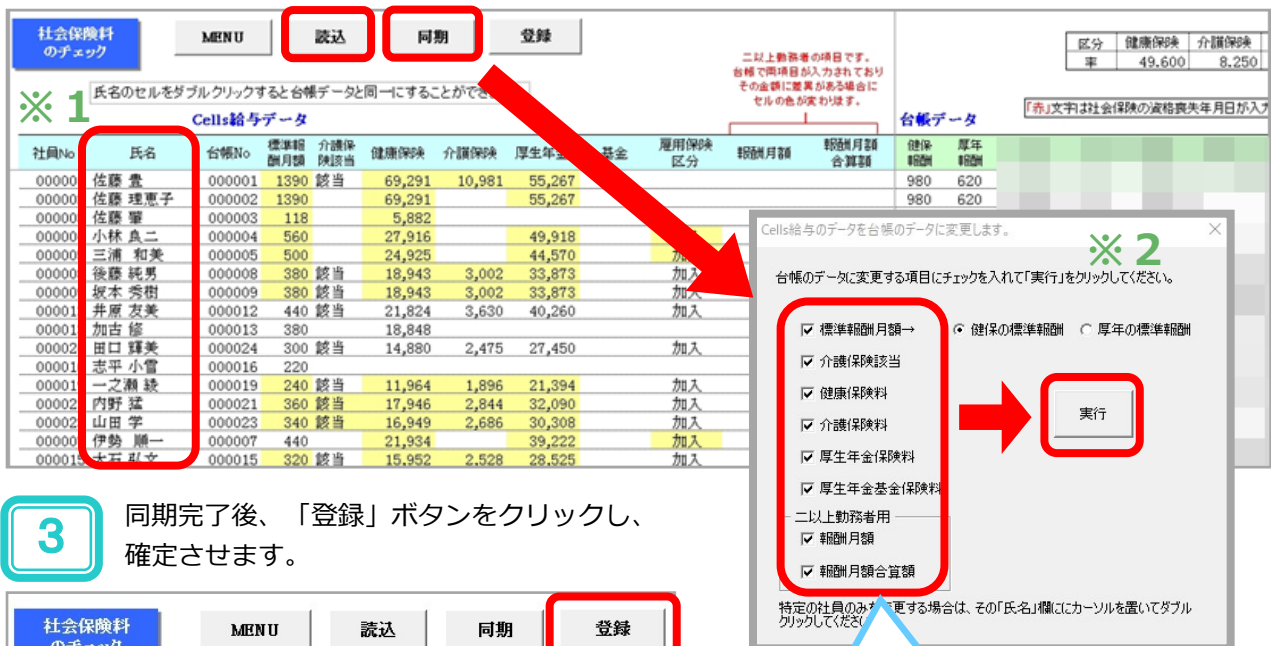 社会保険料
のチェック
MENU
読込
同期
登録
二以上勤務者の項目です。
台帳で両項目が入力されており
その金額に差異がある場合に
セルの色が変わります。
区分 健康保険 介護保険
率 49.600 8.250
※1
氏名のセルをダブルクリックすると台帳データと同一にすることができ
Cells給与データ
台帳データ
「赤」文字は社会保険の資格喪失年月日が入力
社員No 氏名 台帳No 標準報酬月額 介護保険該当 健康保険 介護保険 厚生年金 基金 雇用保険区分 報酬月額 報酬月額合算額 健保報酬 厚年報酬
00000 佐藤 豊 000001 1390 該当 69,291 10,981 55,267 980 620
00000 佐藤 理恵子 000002 1390 69,291 55,267 980 620
00000 佐藤 肇 000003 118 5,882
00000 小林 良二 000004 560 27,916 49,918
00000 三浦 和美 000005 500 24,925 44,570 加入
00000 後藤 純男 000008 380 該当 18,943 3,002 33,873 加入
00000 坂本 秀樹 000009 380 該当 18,943 3,002 33,873 加入
00001 井原 友美 000012 440 該当 21,824 3,630 40,260 加入
00001 加古 修 000013 380 18,848
00002 田口 輝美 000024 300 該当 14,880 2,475 27,450 加入
00001 志平 小雪 000016 220
00001 一之瀬 綾 000019 240 該当 11,964 1,896 21,394 加入
00002 内野 猛 000021 360 該当 17,946 2,844 32,090 加入
00002 山田 学 000023 340 該当 16,949 2,686 30,308 加入
00000 伊勢 順一 000007 440 21,934 39,222 加入
000015 大石 弘文 000015 320 該当 15,952 2,528 28,525 加入
Cells給与のデータを台帳のデータに変更します。
※2
台帳のデータに変更する項目にチェックを入れて「実行」をクリックしてください。
標準報酬月額→ 健保の標準報酬 厚年の標準報酬
介護保険該当
健康保険料
介護保険料
厚生年金保険料
厚生年金基金保険料
実行
二以上勤務者用
報酬月額
報酬月額合算額
特定の社員のみを変更する場合は、その「氏名」欄ににカーソルを置いてダブル
クリックしてください
3
同期完了後、「登録」ボタンをクリックし、
確定させます。
社会保険料
のチェック
MENU
読込
同期
登録